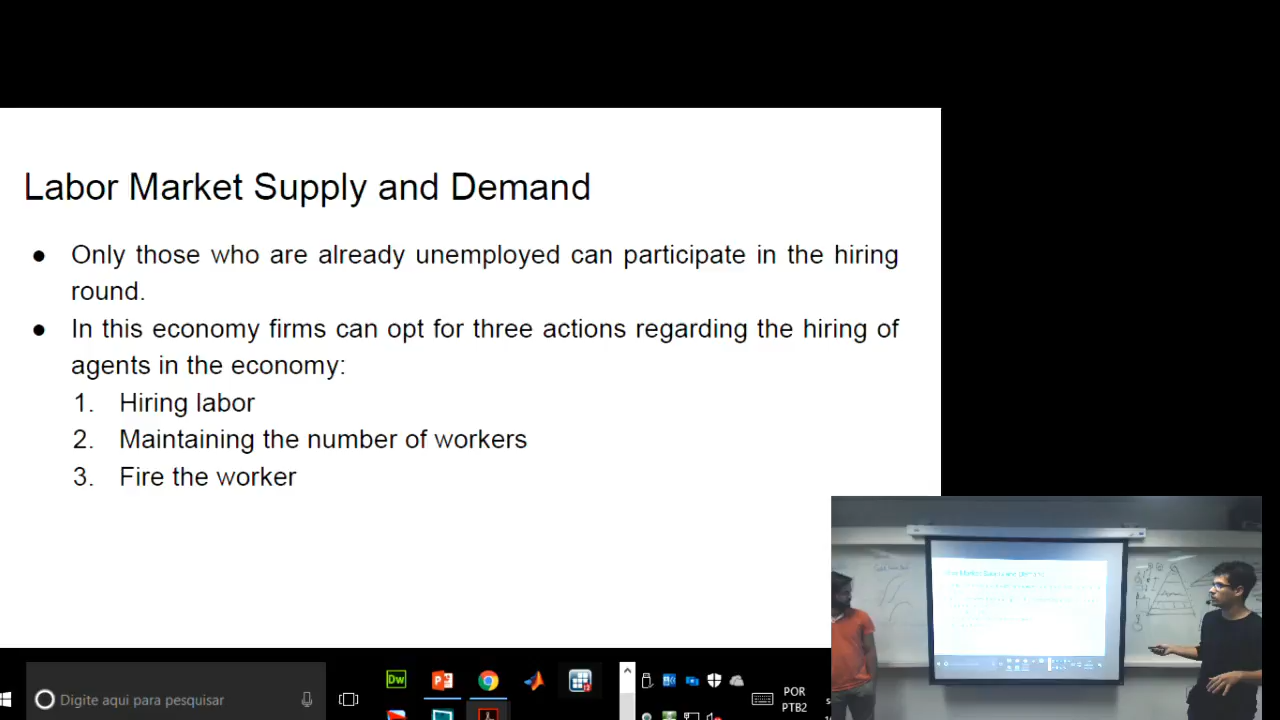 Labor Market Supply and Demand
● Only those who are already unemployed can participate in the hiring
round.
● In this economy firms can opt for three actions regarding the hiring of
agents in the economy:
1. Hiring labor
2. Maintaining the number of workers
3. Fire the worker
Digite aqui para pesquisar
Dw
POR
PTB2